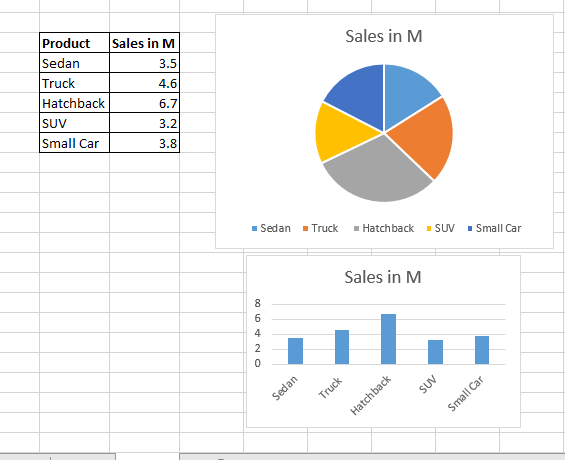 Product Sales in M
Sedan 3.5
Truck 4.6
Hatchback 6.7
SUV 3.2
Small Car 3.8
Sales in M
Sedan Truck Hatchback SUV Small Car
Sales in M
8
6
4
2
0
Sedan Truck Hatchback SUV Small Car